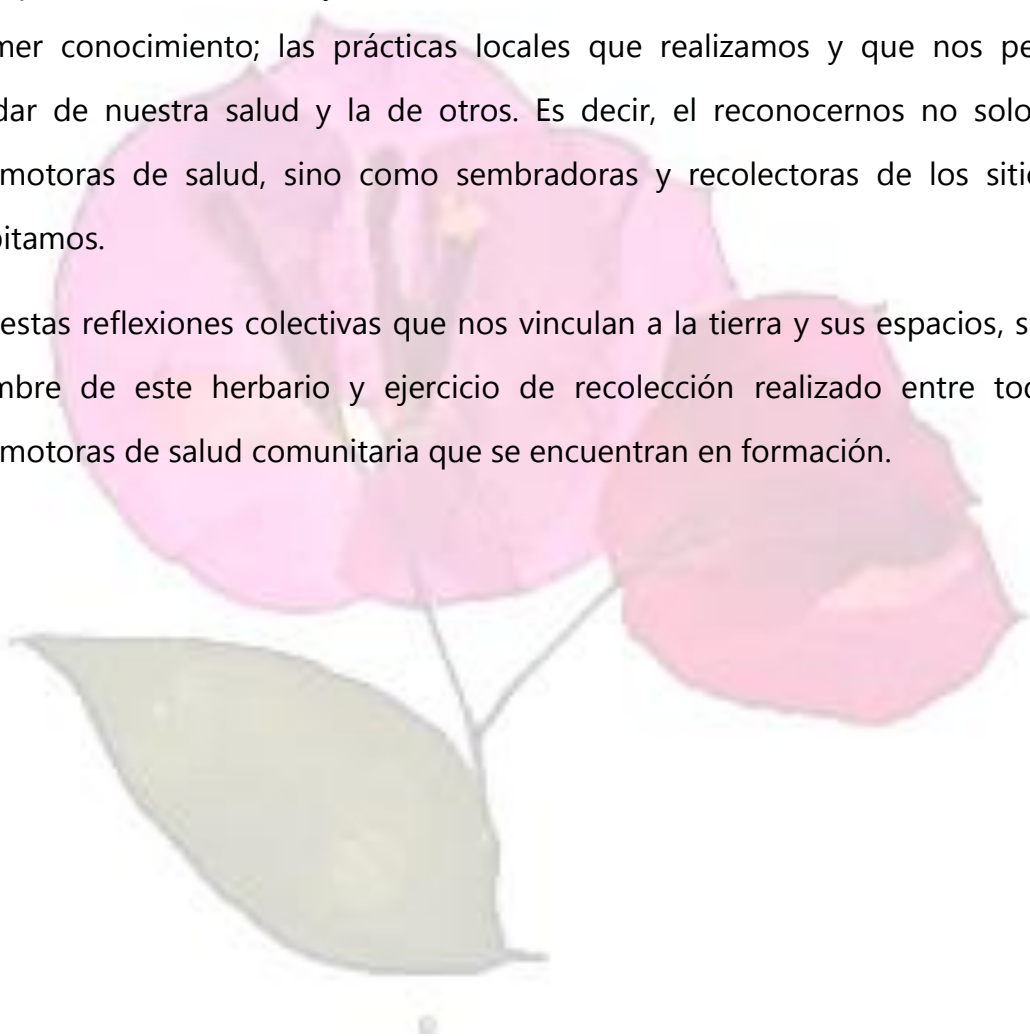 mer conocimiento; las prácticas locales que realizamos y que nos pe
dar de nuestra salud y la de otros. Es decir, el reconocernos no solo
motoras de salud, sino como sembradoras y recolectoras de los siti
bitamos.
estas reflexiones colectivas que nos vinculan a la tierra y sus espacios, s
mbre de este herbario y ejercicio de recolección realizado entre to
motoras de salud comunitaria que se encuentran en formación.